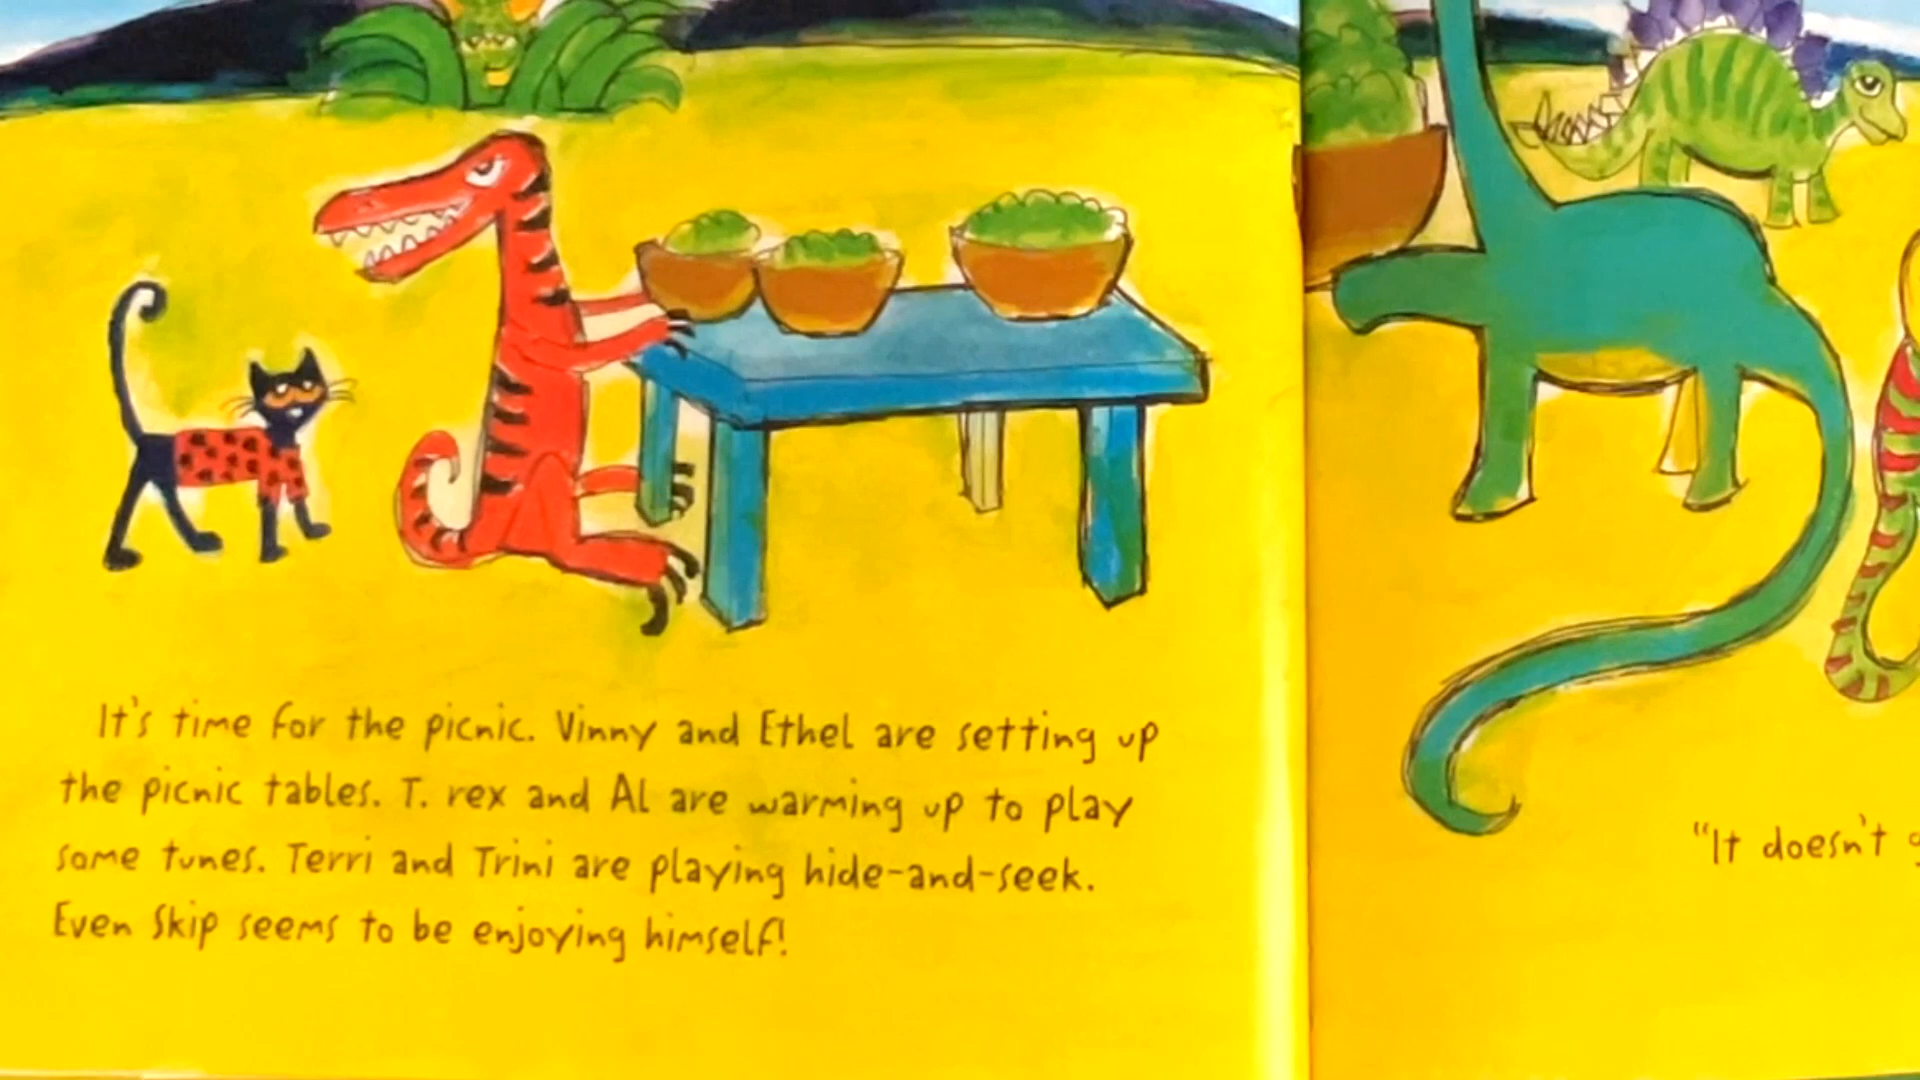 It's time for the picnic. Vinny and Ethel are setting up
the picnic tables. T. rex and Al are warming up to play
some tunes. Terri and Trini are playing hide-and-seek.
Even Skip seems to be enjoying himself!
"It doesn't